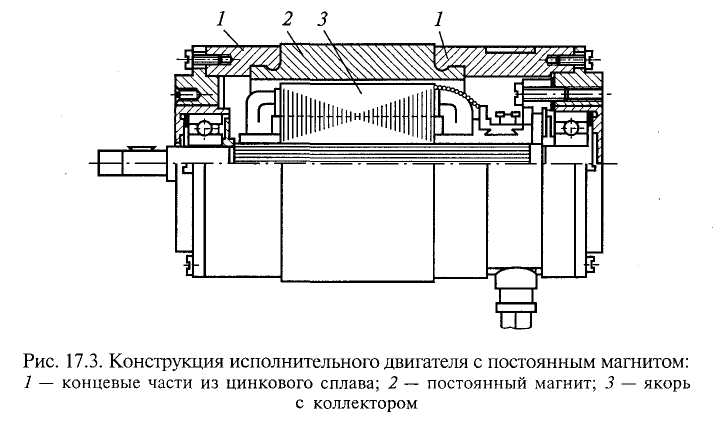 1 2 3 1
Рис. 17.3. Конструкция исполнительного двигателя с постоянным магнитом:
1 — концевые части из цинкового сплава; 2 — постоянный магнит; 3 — якорь
с коллектором